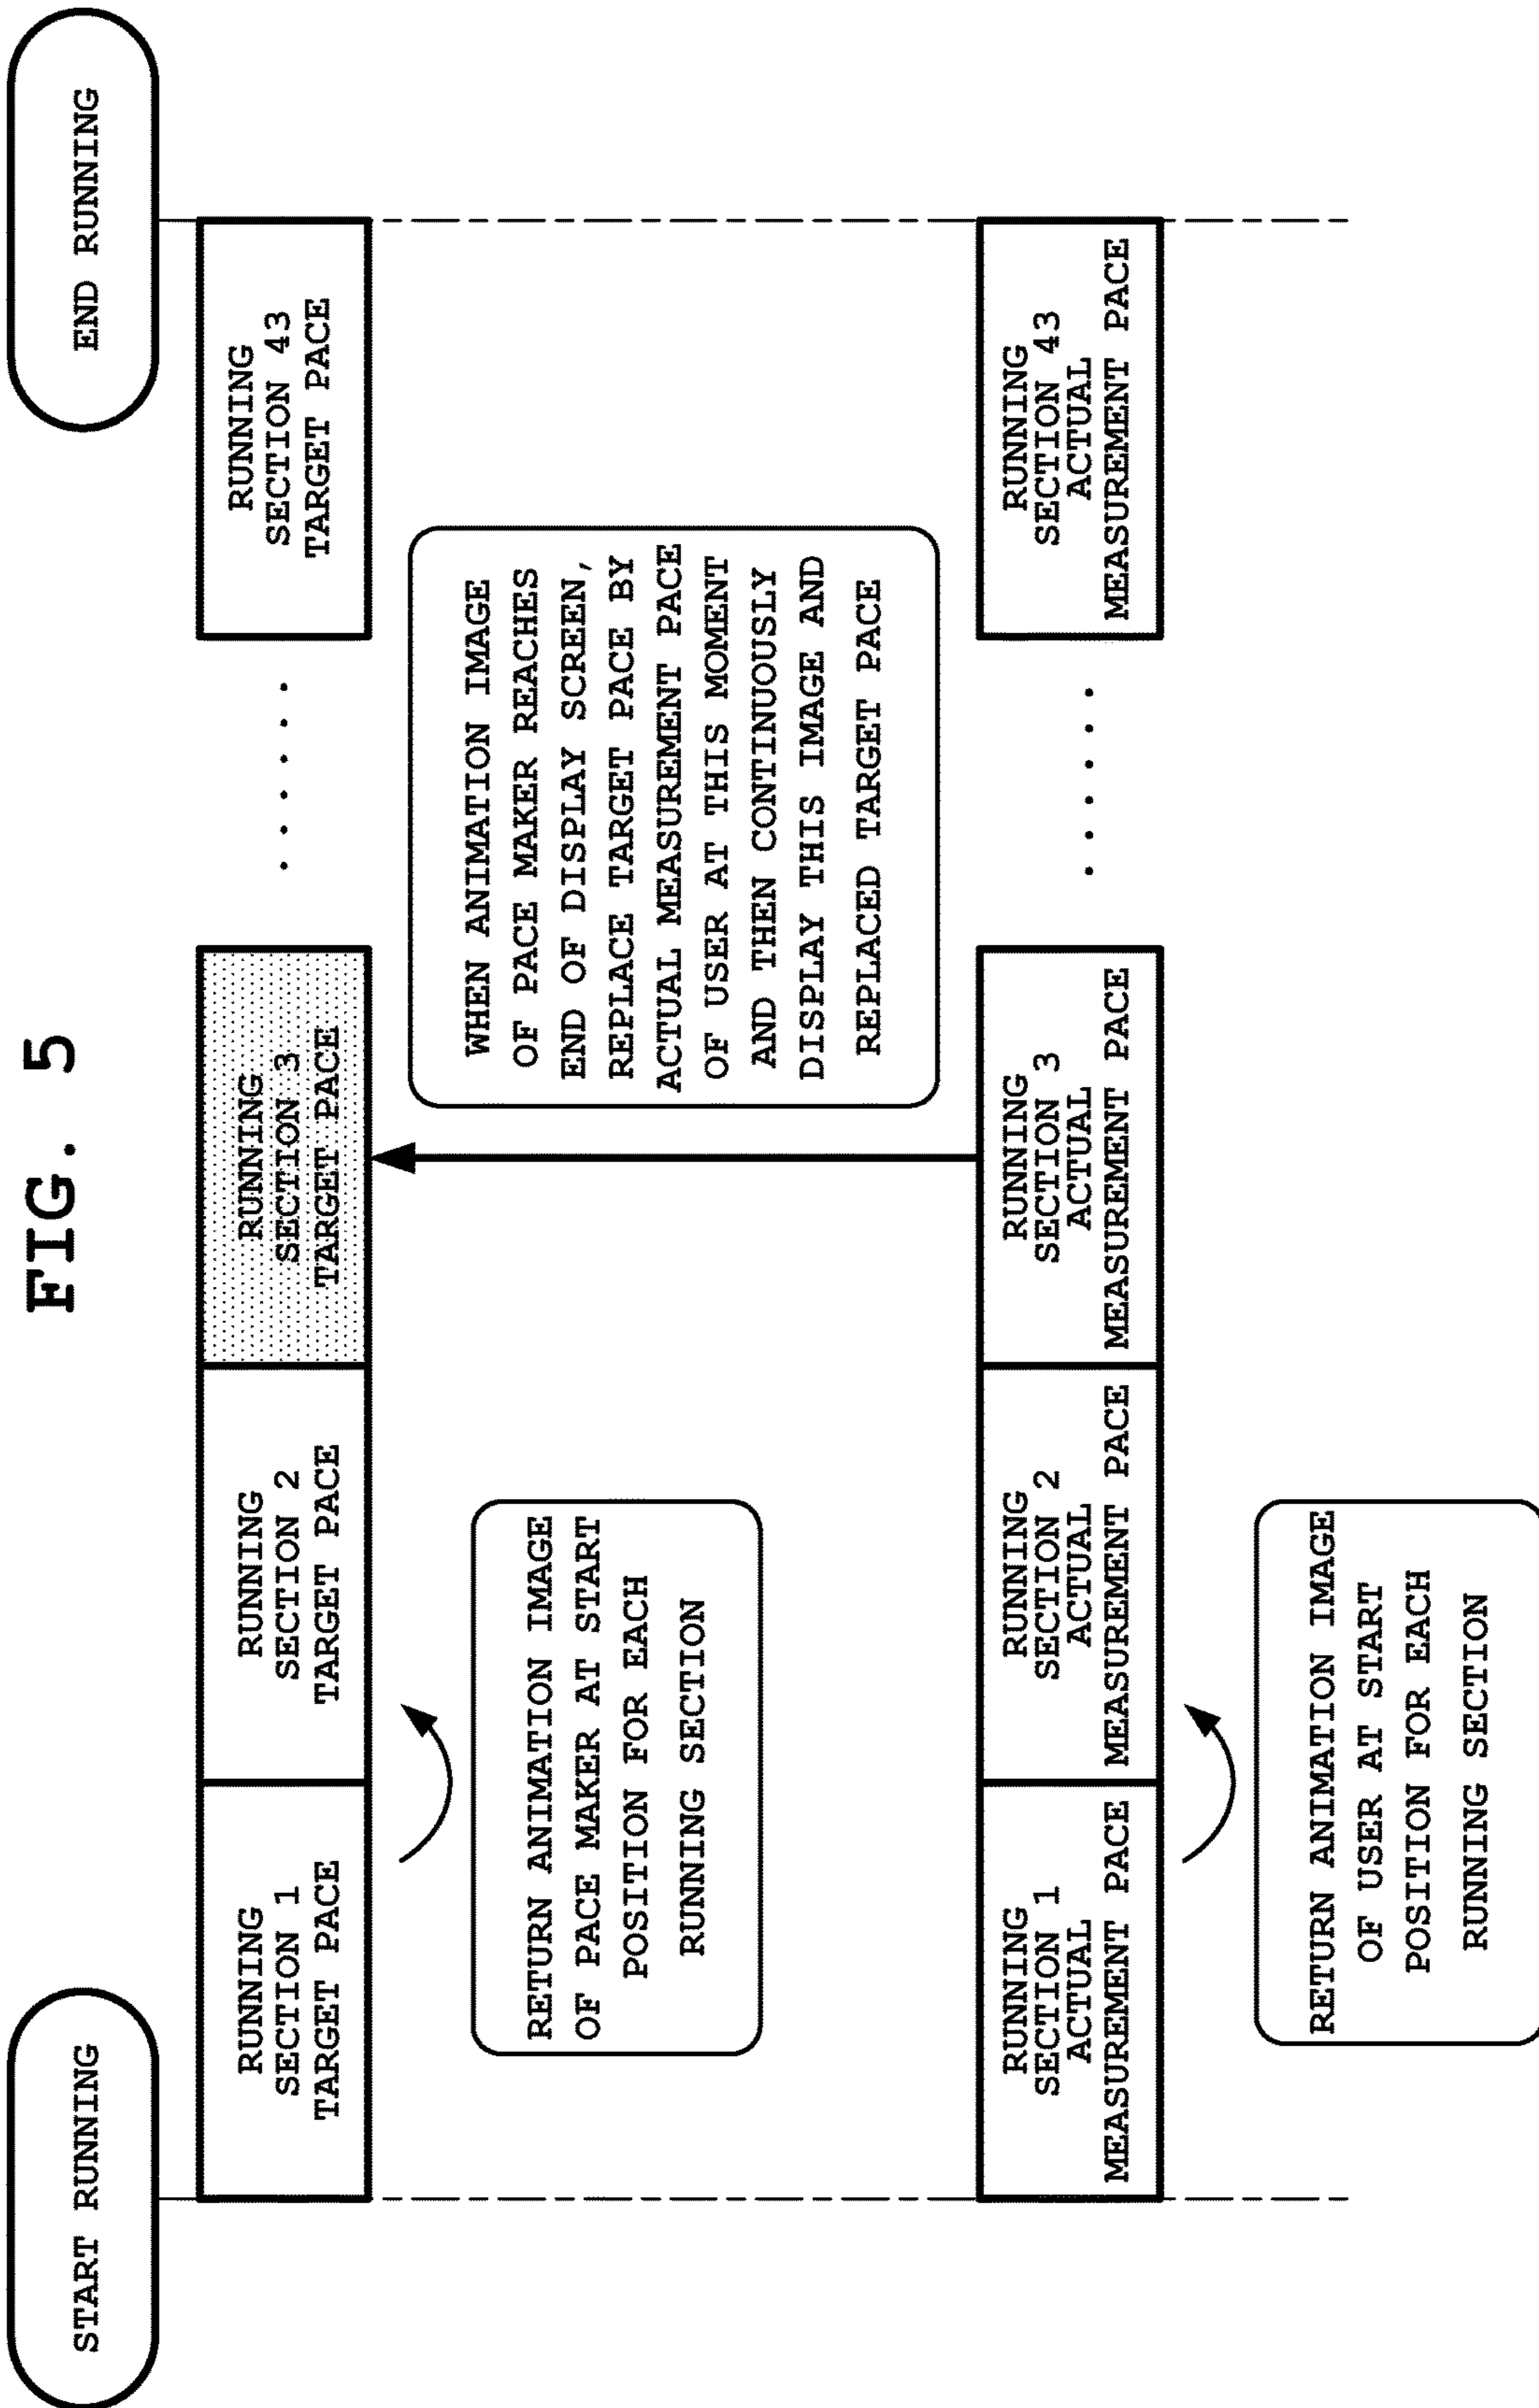 FIG. 5
START RUNNING
END RUNNING
RUNNING
SECTION 1
TARGET PACE
RUNNING
SECTION 2
TARGET PACE
RUNNING
SECTION 3
TARGET PACE
. . . . . .
RUNNING
SECTION 43
TARGET PACE
RETURN ANIMATION IMAGE
OF PACE MAKER AT START
POSITION FOR EACH
RUNNING SECTION
WHEN ANIMATION IMAGE
OF PACE MAKER REACHES
END OF DISPLAY SCREEN,
REPLACE TARGET PACE BY
ACTUAL MEASUREMENT PACE
OF USER AT THIS MOMENT
AND THEN CONTINUOUSLY
DISPLAY THIS IMAGE AND
REPLACED TARGET PACE
RUNNING
SECTION 1
ACTUAL
MEASUREMENT PACE
RUNNING
SECTION 2
ACTUAL
MEASUREMENT PACE
RUNNING
SECTION 3
ACTUAL
MEASUREMENT PACE
. . . . . .
RUNNING
SECTION 43
ACTUAL
MEASUREMENT PACE
RETURN ANIMATION IMAGE
OF USER AT START
POSITION FOR EACH
RUNNING SECTION